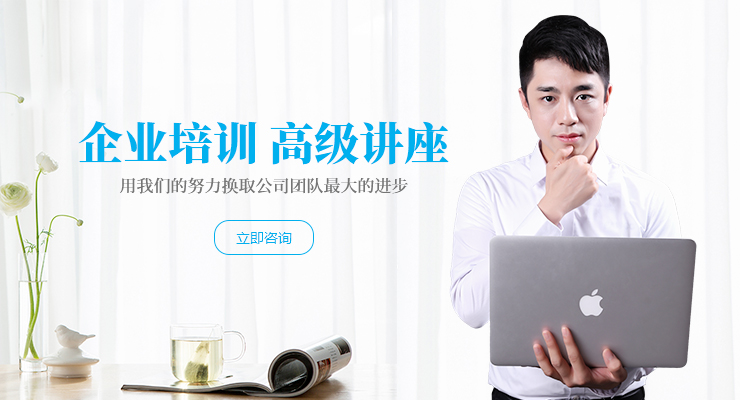 企业培训 高级讲座
用我们的努力换取公司团队最大的进步
立即咨询